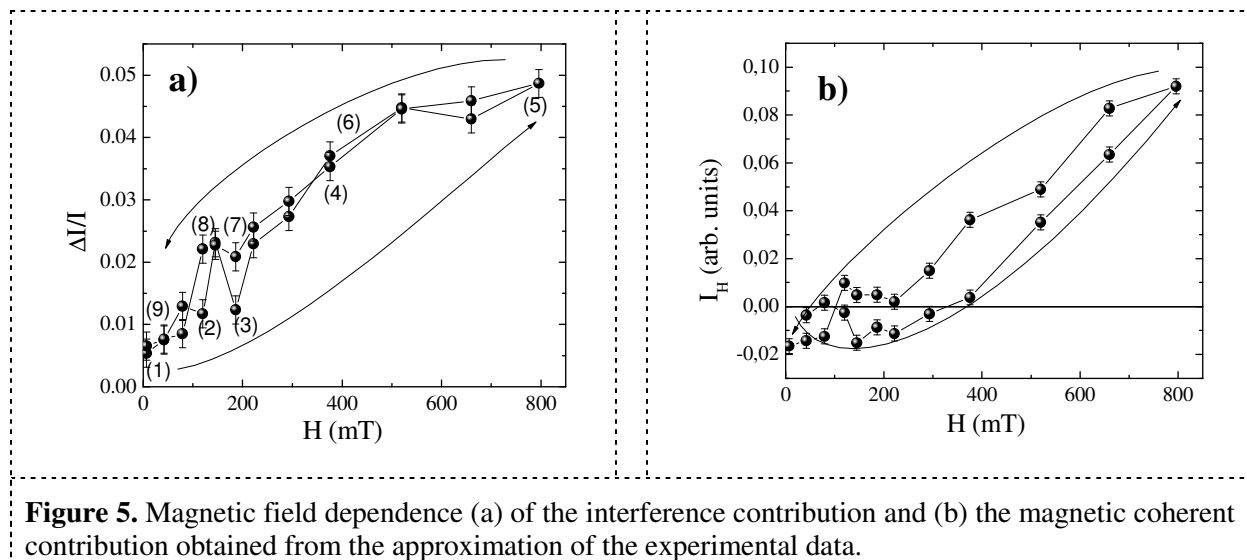 a)
0.05
0.04
0.03
0.02
0.01
0.00
ΔI/I
(1)
(2)
(3)
(4)
(5)
(6)
(7)
(8)
(9)
0 200 400 600 800
H (mT)
b)
0,10
0,08
0,06
0,04
0,02
0,00
-0,02
I_H (arb. units)
0 200 400 600 800
H (mT)
Figure 5. Magnetic field dependence (a) of the interference contribution and (b) the magnetic coherent
contribution obtained from the approximation of the experimental data.